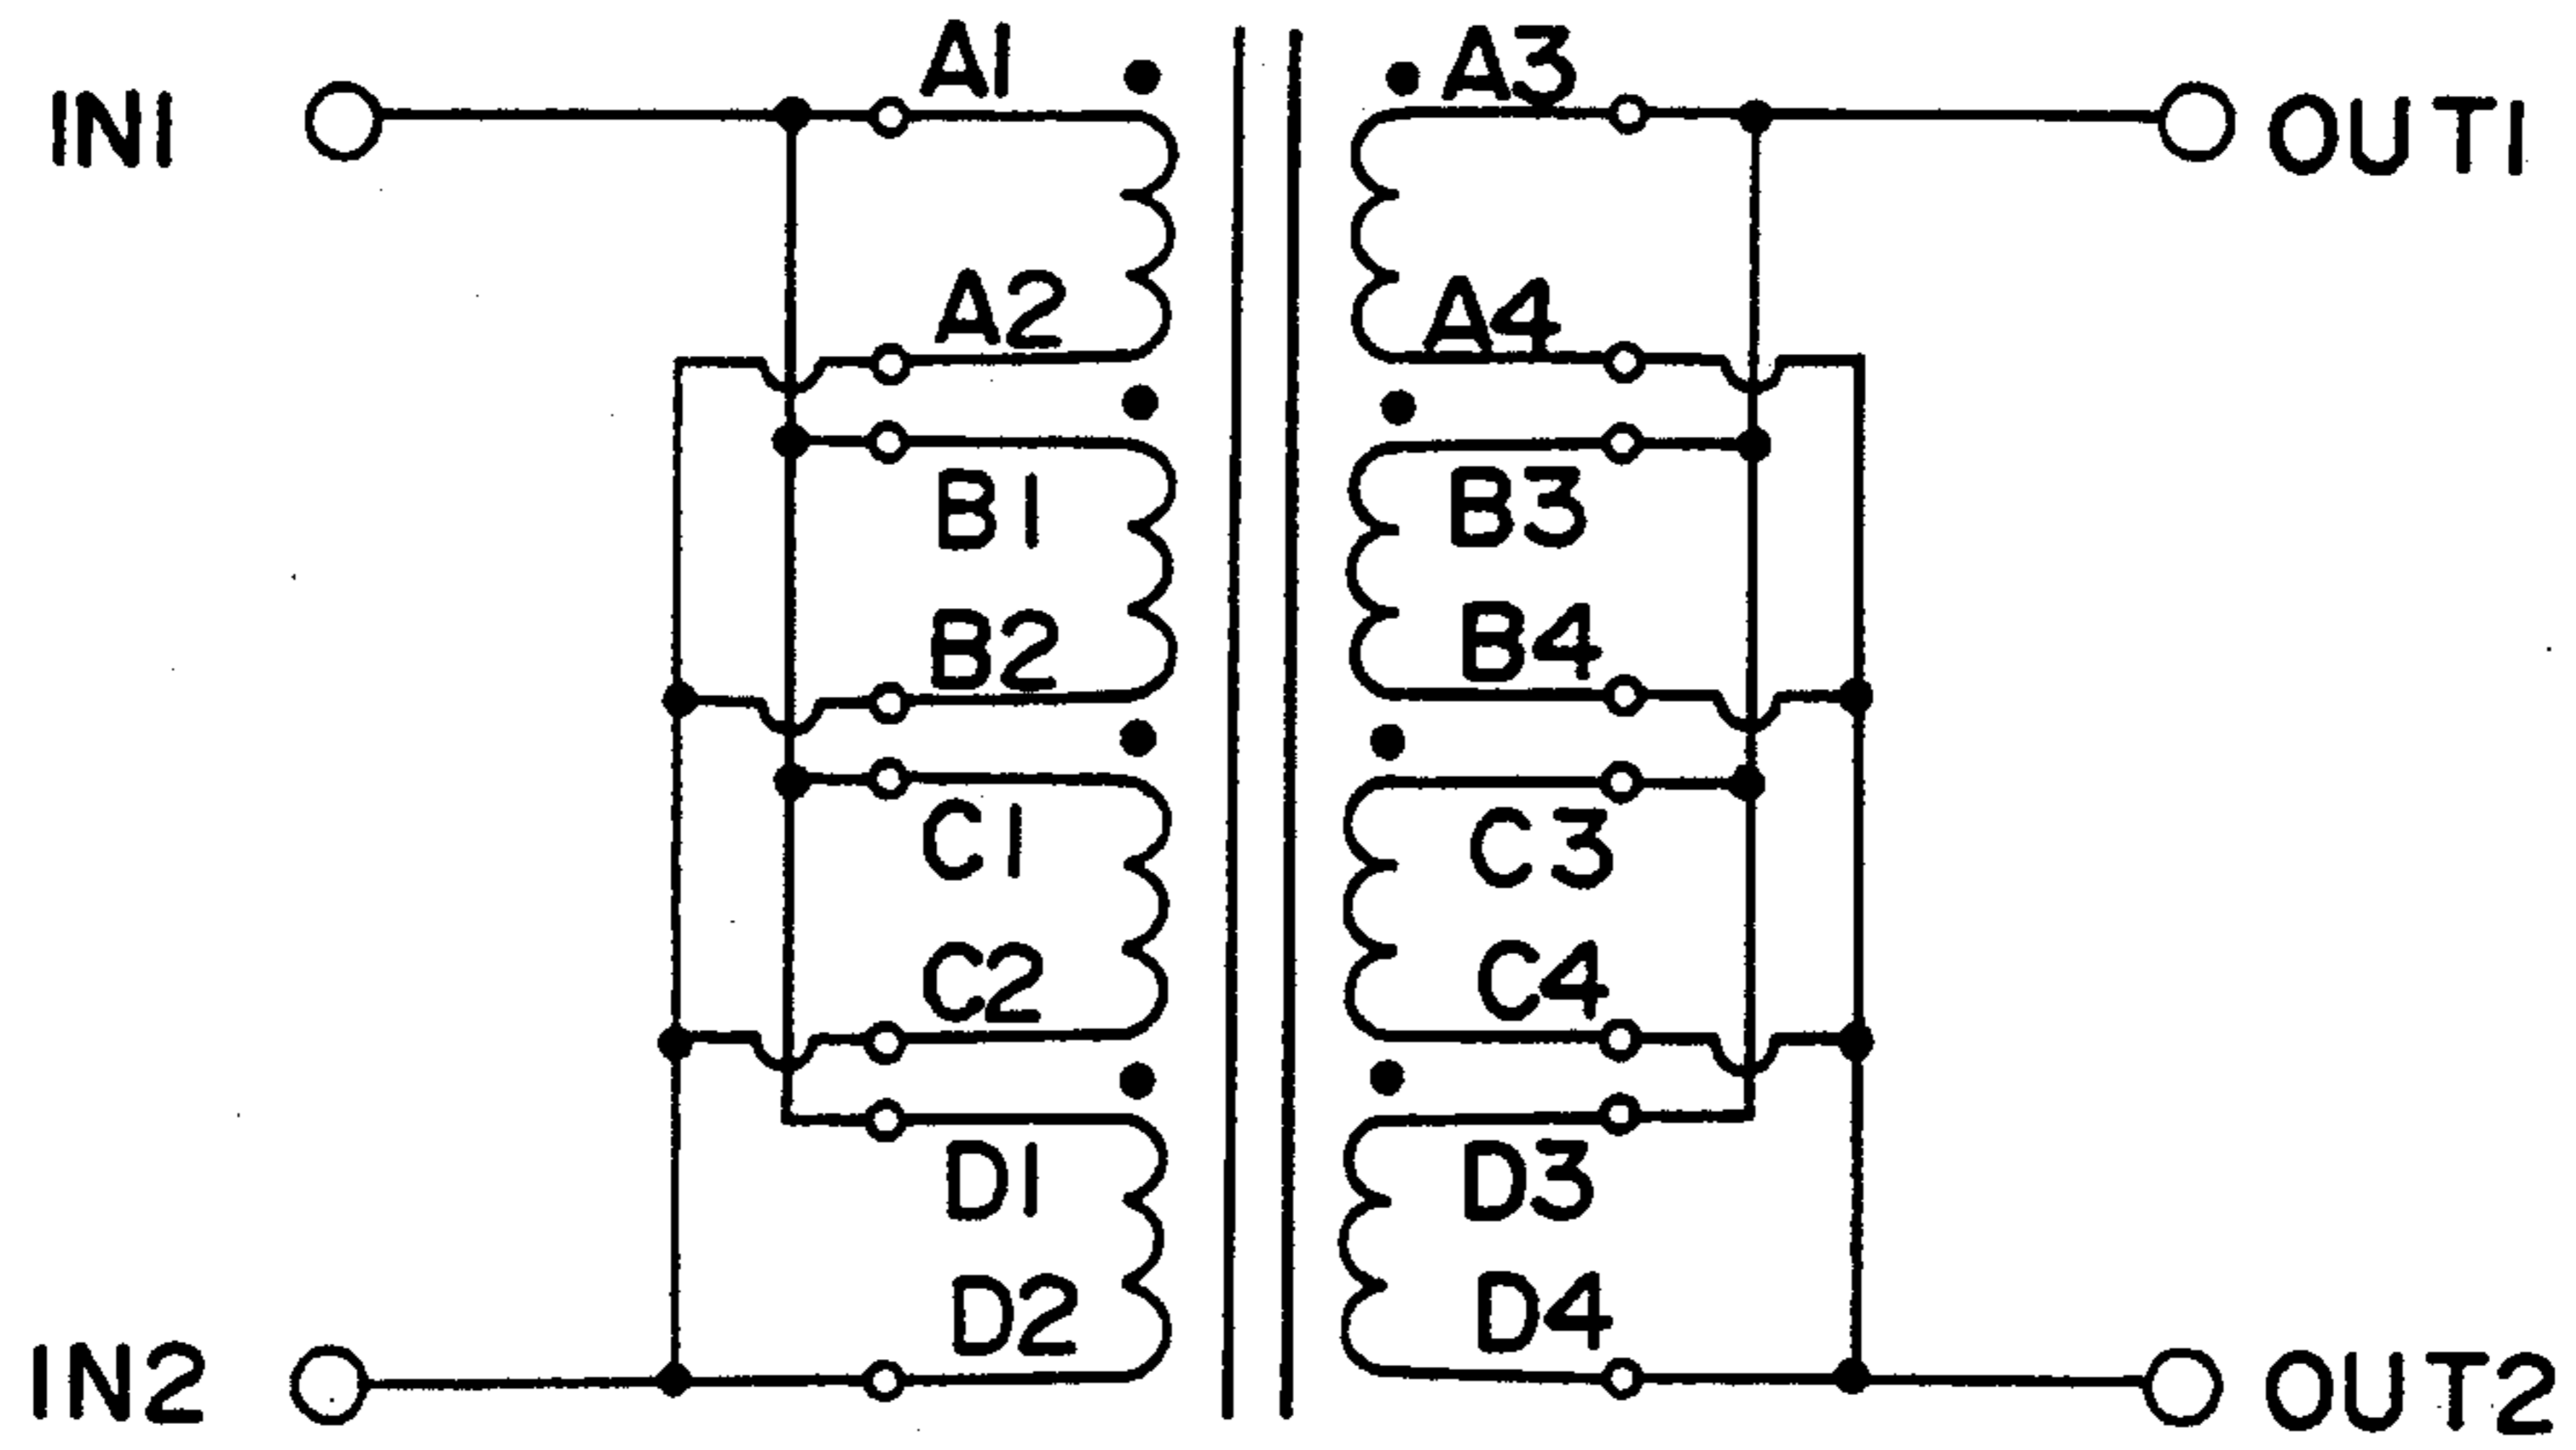 IN1 A1 A3 OUT1
A2 A4
B1 B3
B2 B4
C1 C3
C2 C4
D1 D3
D2 D4
IN2 OUT2